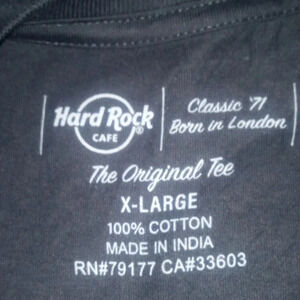 Hard Rock
CAFE
Classic '71
Born in London
The Original Tee
X-LARGE
100% COTTON
MADE IN INDIA
RN#79177 CA#33603